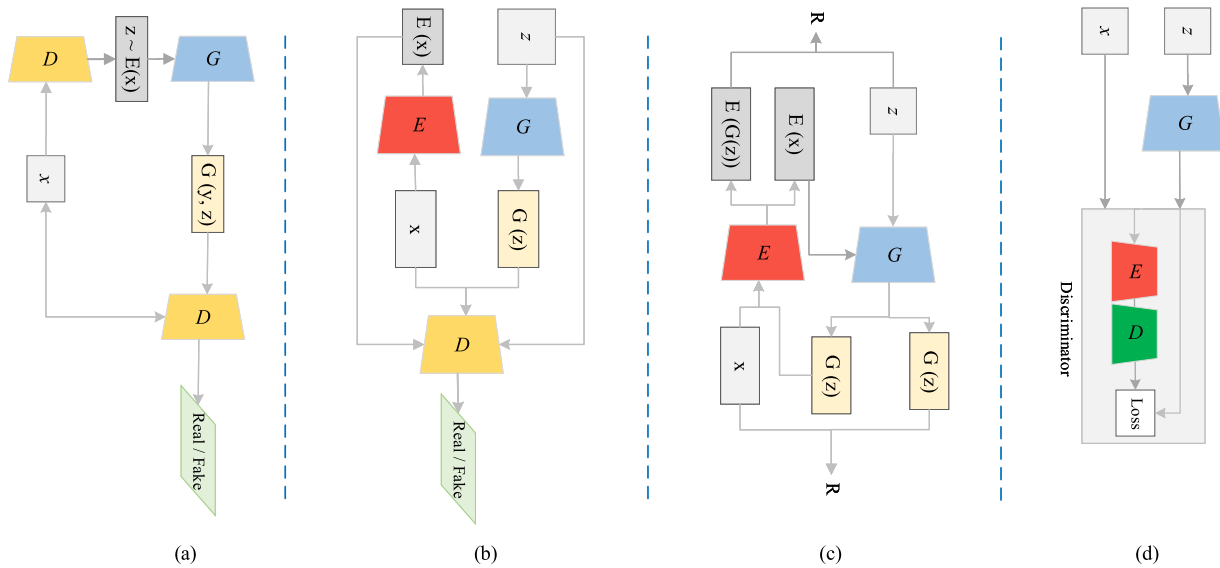 D
z ~ E(x)
G
x
G (y, z)
D
Real / Fake
(a)
E (x)
z
E
G
x
G (z)
D
Real / Fake
(b)
R
E (G(z))
E (x)
z
E
G
x
G (z)
G (z)
R
(c)
x
z
G
Discriminator
E
D
Loss
(d)